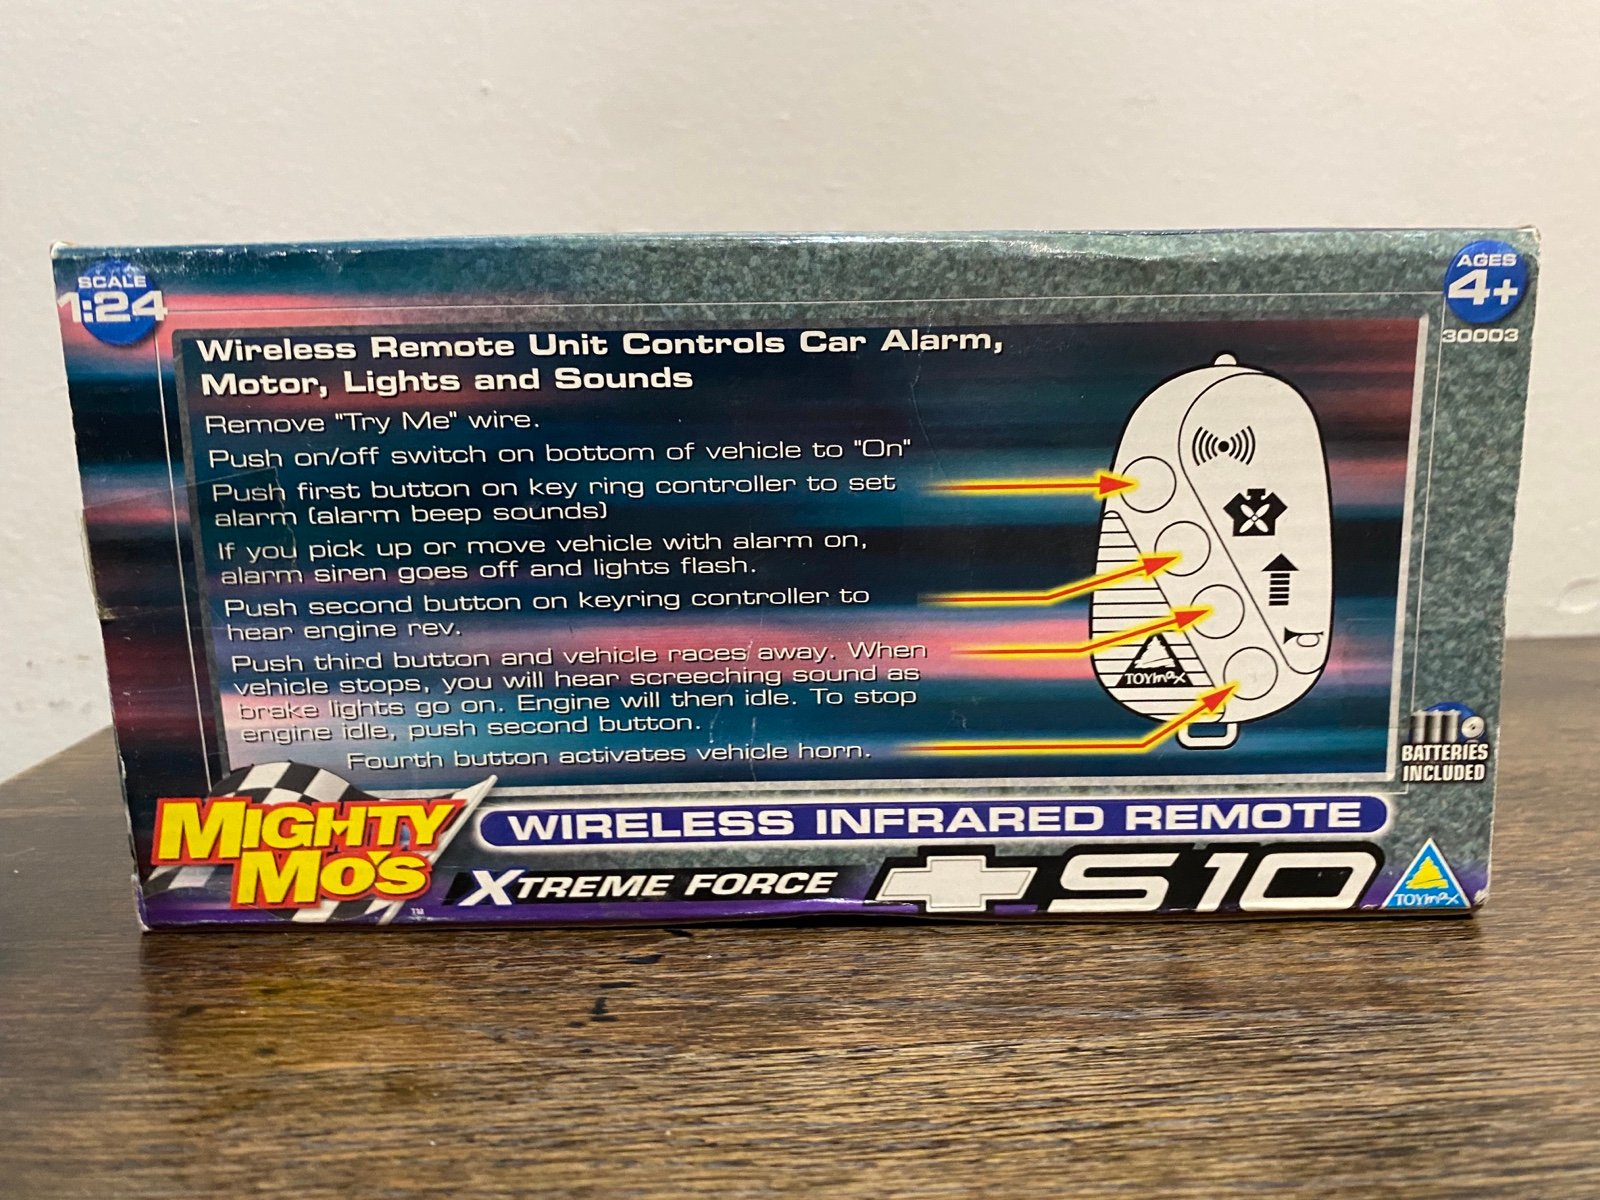 SCALE
1:24
AGES
4+
30003
Wireless Remote Unit Controls Car Alarm,
Motor, Lights and Sounds
Remove "Try Me" wire.
Push on/off switch on bottom of vehicle to "On"
Push first button on key ring controller to set
alarm (alarm beep sounds)
If you pick up or move vehicle with alarm on,
alarm siren goes off and lights flash.
Push second button on keyring controller to
hear engine rev.
Push third button and vehicle races away. When
vehicle stops, you will hear screeching sound as
brake lights go on. Engine will then idle. To stop
engine idle, push second button.
Fourth button activates vehicle horn.
TOYmax
BATTERIES
INCLUDED
MIGHTY
MO'S
TM
WIRELESS INFRARED REMOTE
XTREME FORCE
S10
TOYmax